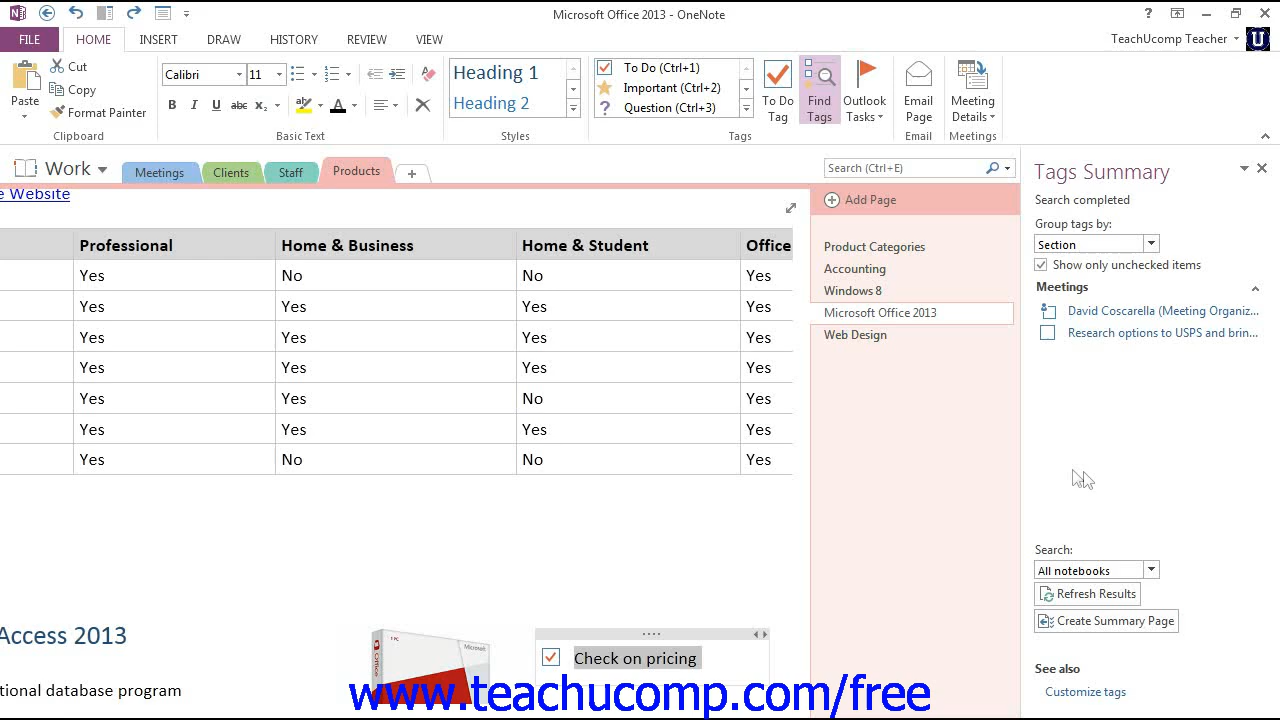 Microsoft Office 2013 - OneNote
?
FILE HOME INSERT DRAW HISTORY REVIEW VIEW
TeachUcomp Teacher
U
Paste
Cut
Copy
Format Painter
Clipboard
Calibri 11
B I U abc x₂ A
Basic Text
Heading 1
Heading 2
Styles
To Do (Ctrl+1)
Important (Ctrl+2)
? Question (Ctrl+3)
To Do
Tag
Find
Tags
Outlook
Tasks
Tags
Email
Page
Email
Meeting
Details
Meetings
Work
Meetings Clients Staff Products +
Search (Ctrl+E)
e Website
Professional Home & Business Home & Student Office
Yes No No Yes
Yes Yes Yes Yes
Yes Yes Yes Yes
Yes Yes Yes Yes
Yes Yes No Yes
Yes Yes Yes Yes
Yes No No Yes
Access 2013
tional database program
1 PC
Microsoft
Office
Check on pricing
Add Page
Product Categories
Accounting
Windows 8
Microsoft Office 2013
Web Design
Tags Summary
Search completed
Group tags by:
Section
Show only unchecked items
Meetings
David Coscarella (Meeting Organiz...
Research options to USPS and brin...
Search:
All notebooks
Refresh Results
Create Summary Page
See also
Customize tags
www.teachucomp.com/free